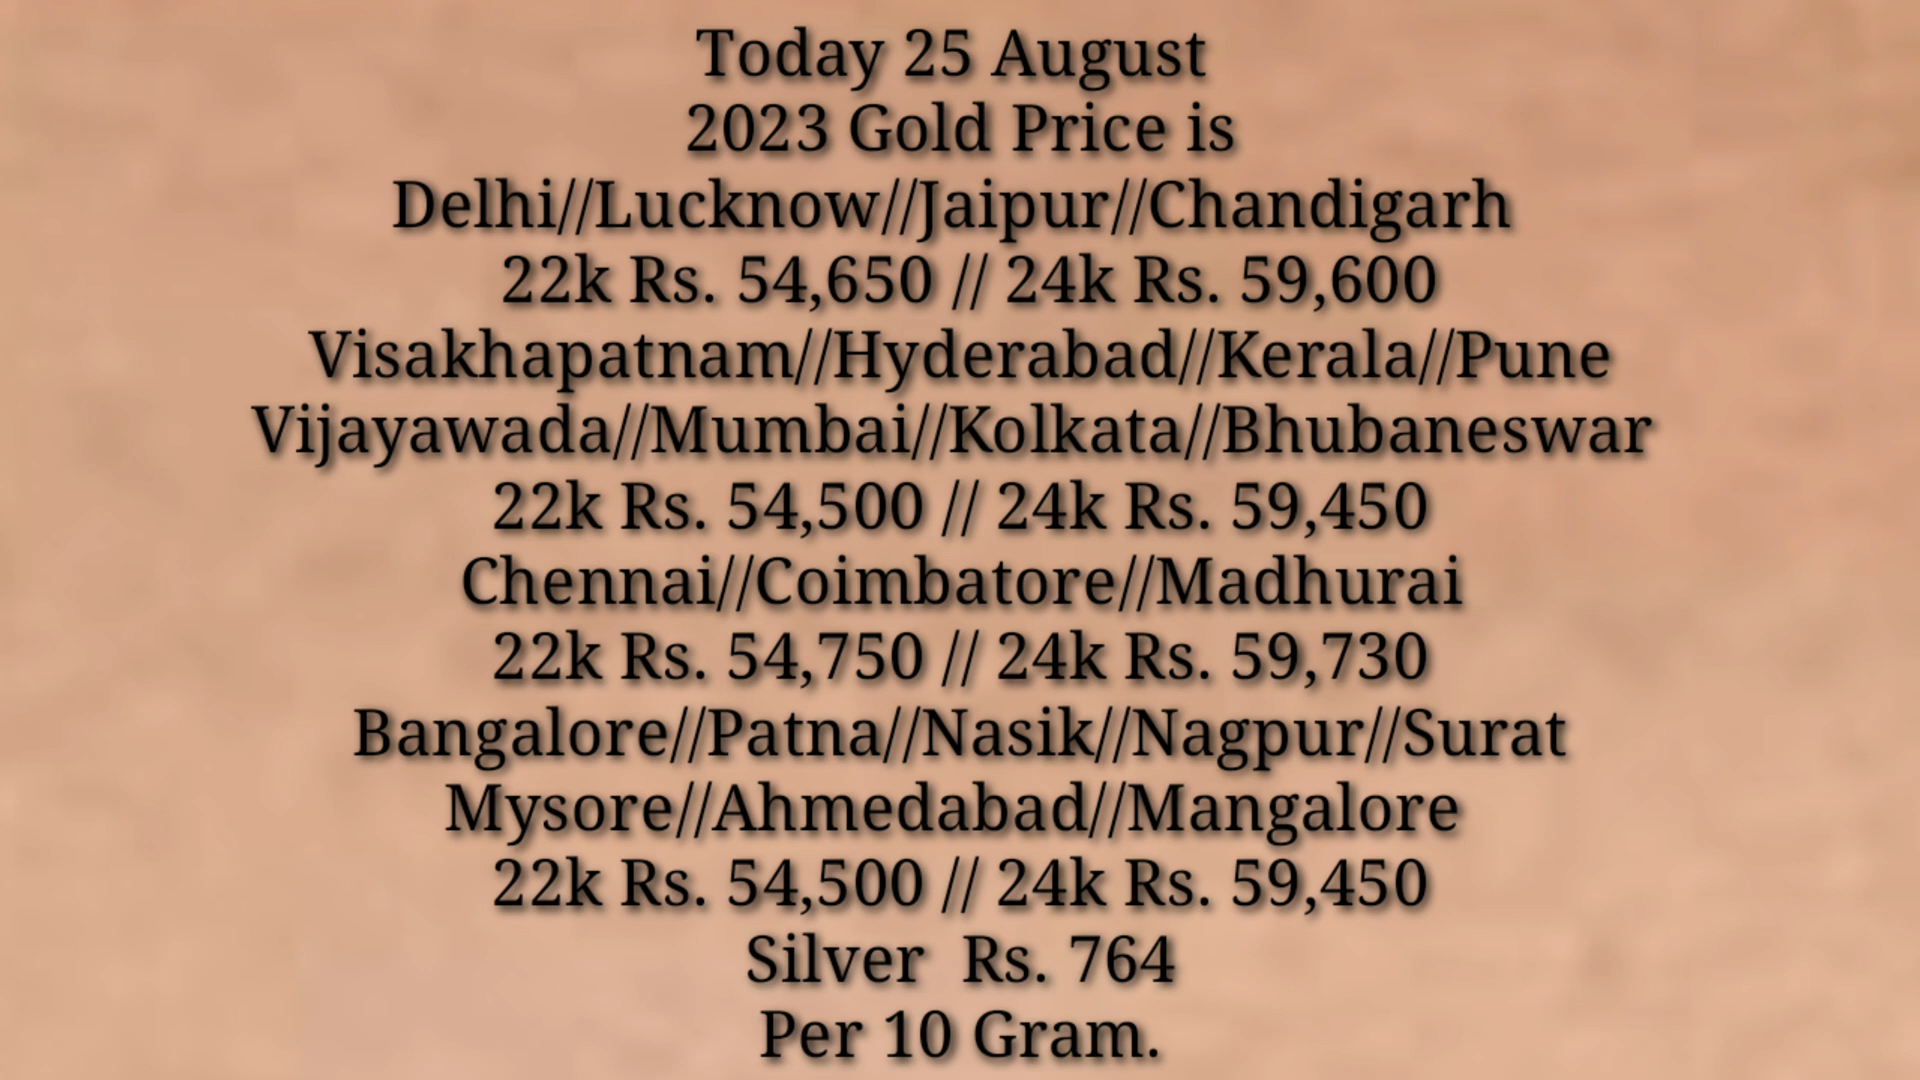 Today 25 August
2023 Gold Price is
Delhi//Lucknow//Jaipur//Chandigarh
22k Rs. 54,650 // 24k Rs. 59,600
Visakhapatnam//Hyderabad//Kerala//Pune
Vijayawada//Mumbai//Kolkata//Bhubaneswar
22k Rs. 54,500 // 24k Rs. 59,450
Chennai//Coimbatore//Madhurai
22k Rs. 54,750 // 24k Rs. 59,730
Bangalore//Patna//Nasik//Nagpur//Surat
Mysore//Ahmedabad//Mangalore
22k Rs. 54,500 // 24k Rs. 59,450
Silver  Rs. 764
Per 10 Gram.